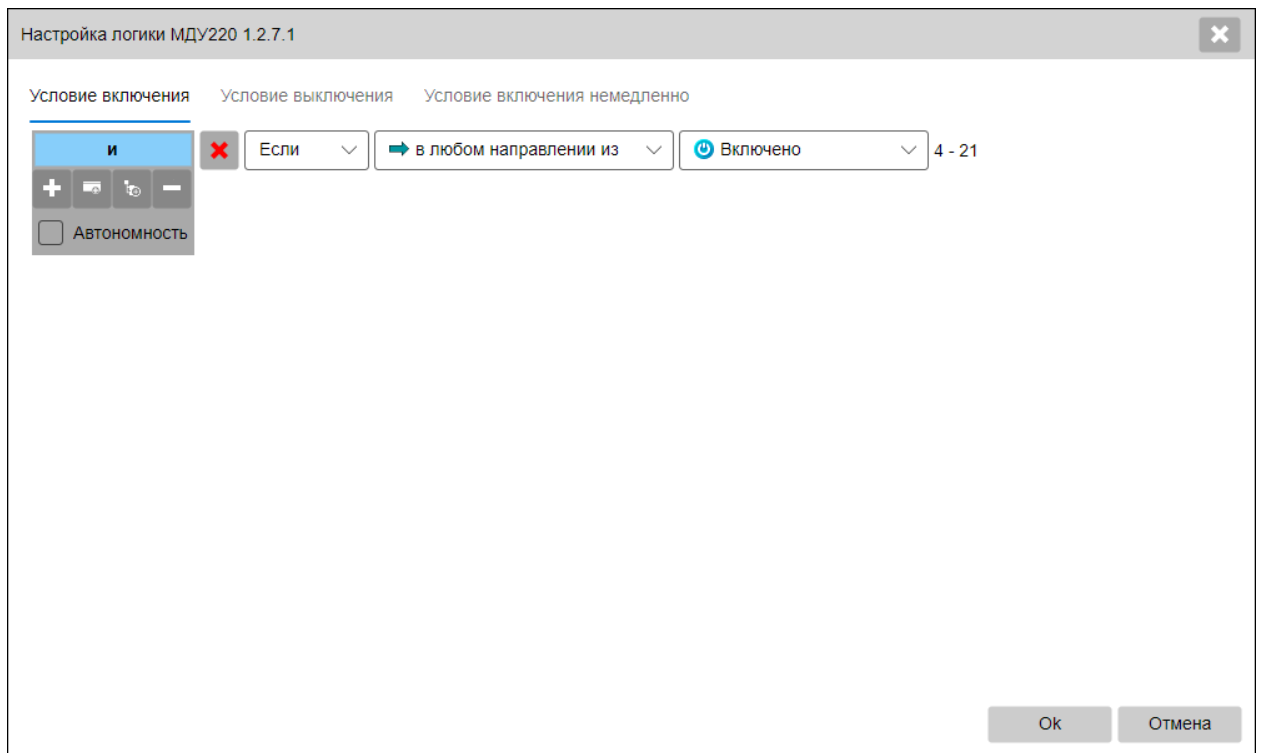 Настройка логики МДУ220 1.2.7.1
Условие включения Условие выключения Условие включения немедленно
и Если в любом направлении из Включено 4 - 21
Автономность
Ok Отмена